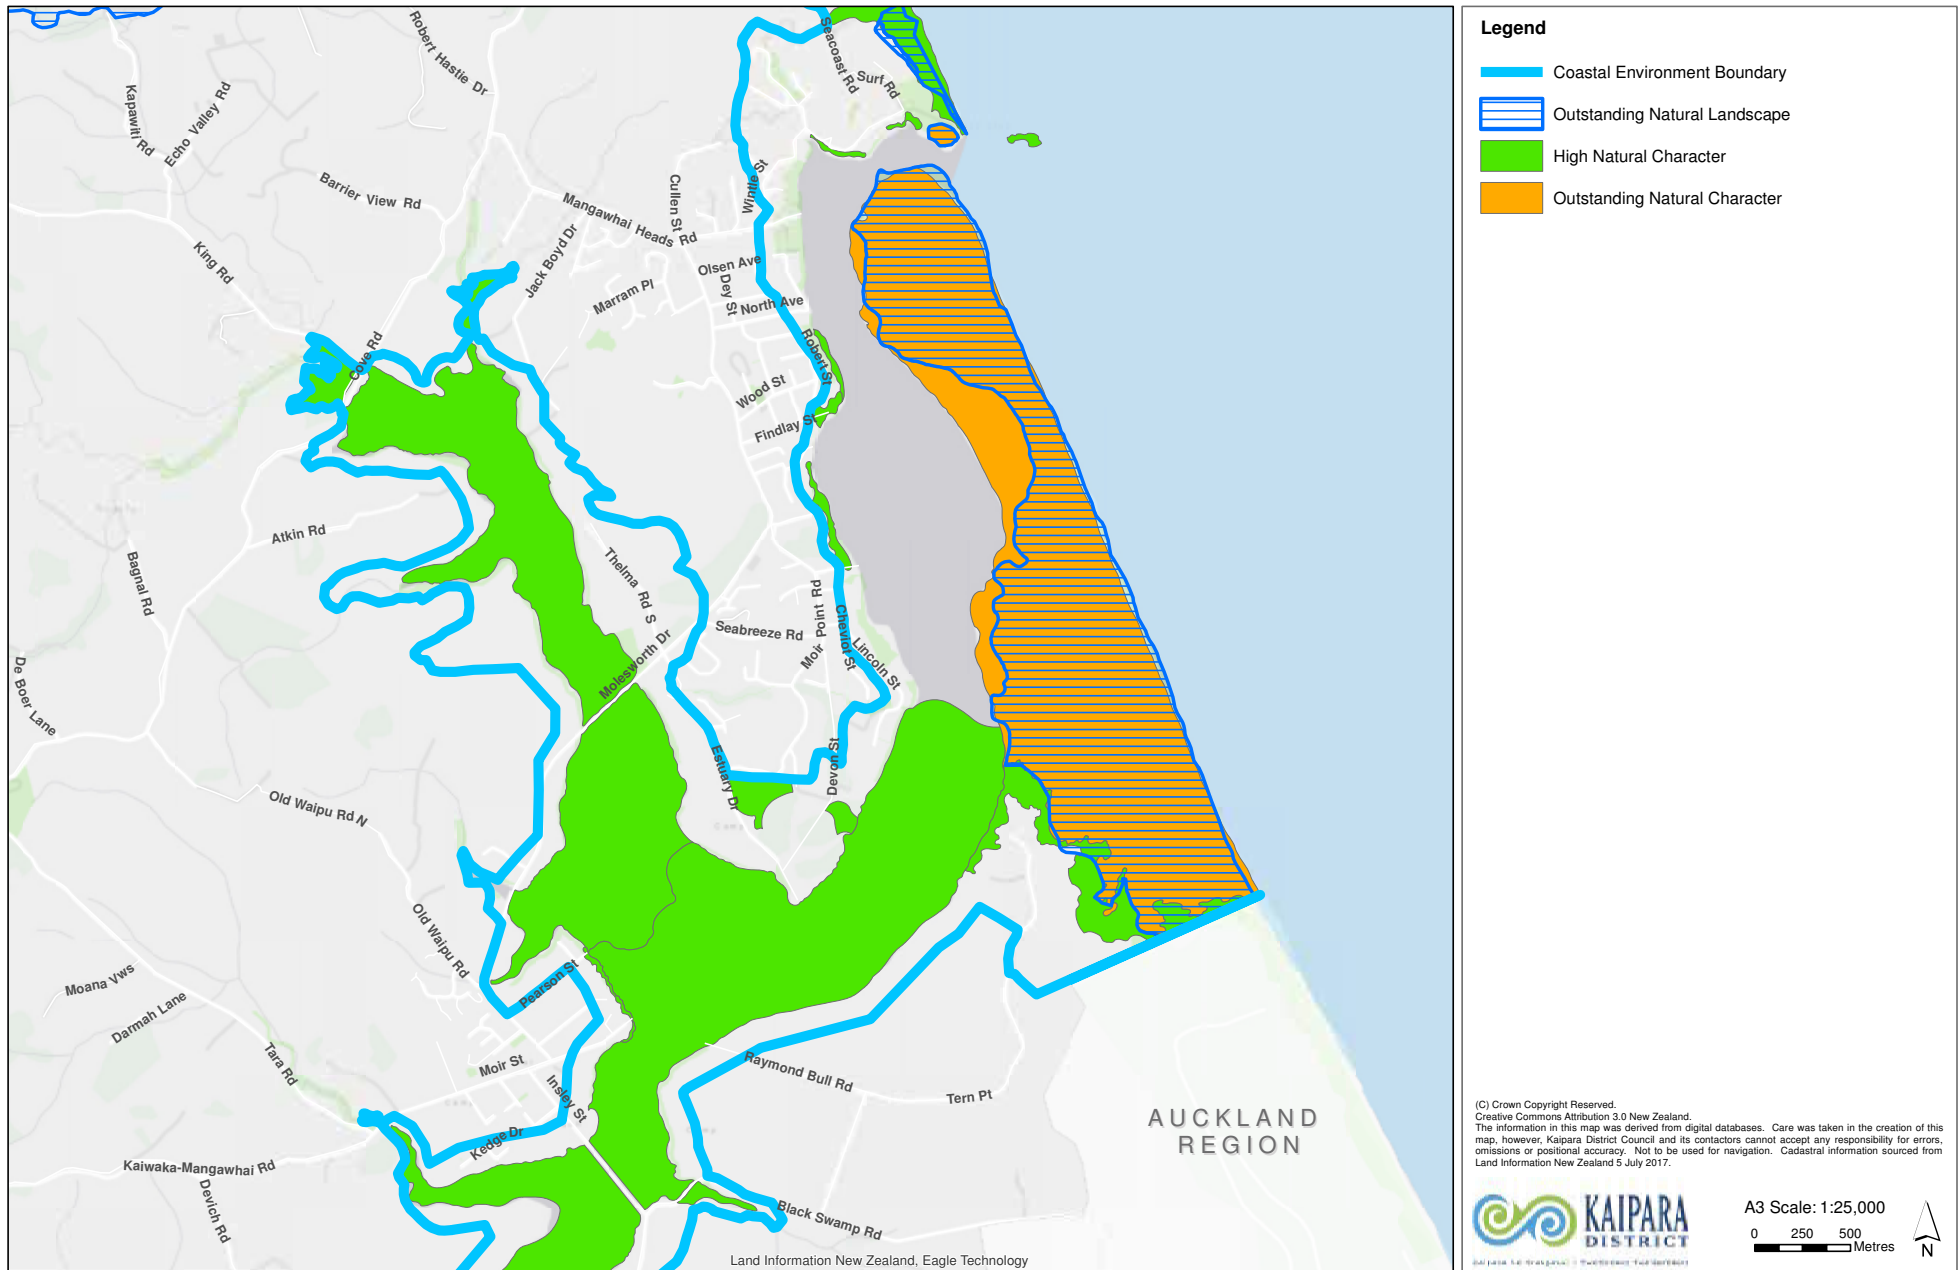 Robert Hastie Dr
Seacoast Rd
Surf Rd
Kapawiti Rd
Echo Valley Rd
Barrier View Rd
Cullen St
Wintle St
Mangawhai Heads Rd
King Rd
Jack Boyd Dr
Olsen Ave
Dey St
Marram Pl
North Ave
Cove Rd
Robert St
Wood St
Findlay St
Atkin Rd
Bagnal Rd
Thelma Rd S
Moir Point Rd
Cheviot St
Seabreeze Rd
Lincoln St
Molesworth Dr
De Boer Lane
Estuary Dr
Devon St
Old Waipu Rd N
Old Waipu Rd
Pearson St
Moana Vws
Darmah Lane
Tara Rd
Moir St
Insley St
Raymond Bull Rd
Tern Pt
Kedge Dr
Kaiwaka-Mangawhai Rd
Devich Rd
Black Swamp Rd
AUCKLAND
REGION
Land Information New Zealand, Eagle Technology
Legend
Coastal Environment Boundary
Outstanding Natural Landscape
High Natural Character
Outstanding Natural Character
(C) Crown Copyright Reserved.
Creative Commons Attribution 3.0 New Zealand.
The information in this map was derived from digital databases. Care was taken in the creation of this
map, however, Kaipara District Council and its contactors cannot accept any responsibility for errors,
omissions or positional accuracy. Not to be used for navigation. Cadastral information sourced from
Land Information New Zealand 5 July 2017.
KAIPARA
DISTRICT
A3 Scale: 1:25,000
0 250 500
Metres
N